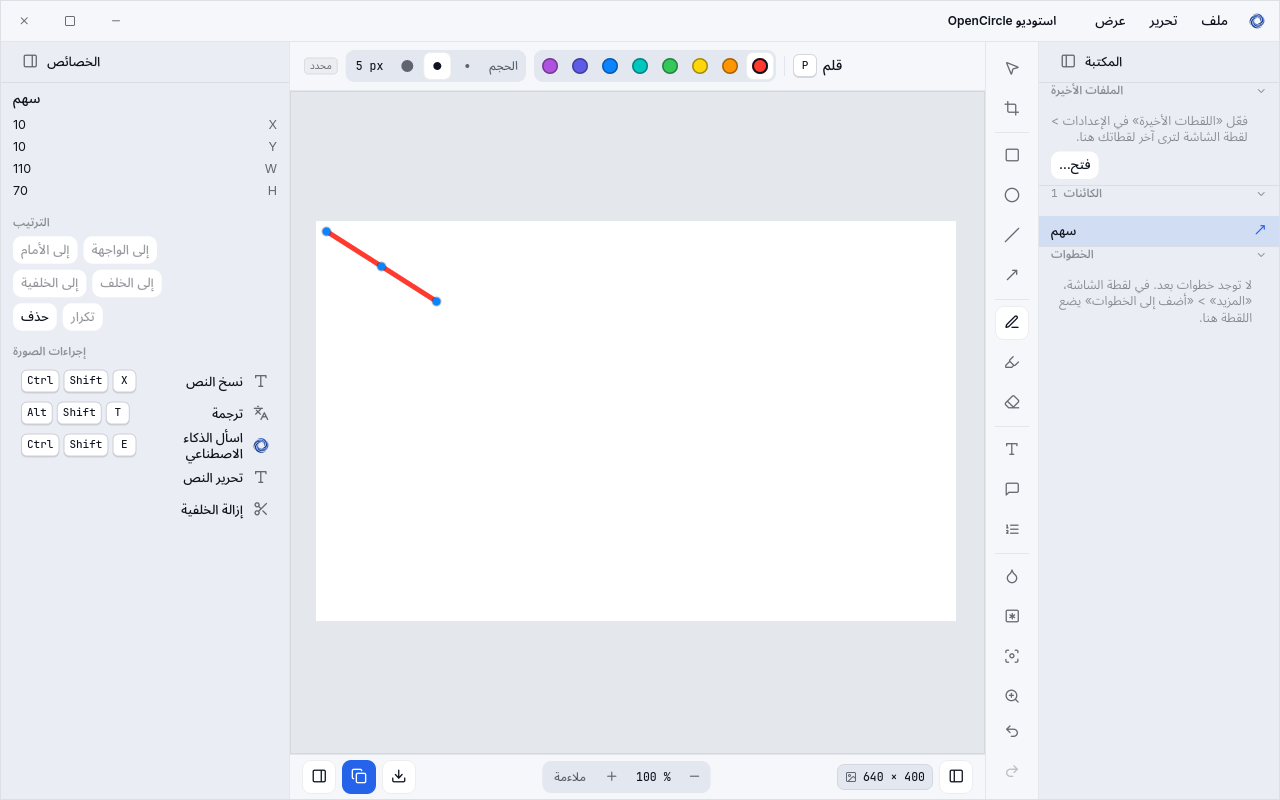 ملف
تحرير
عرض
استوديو OpenCircle
المكتبة
الملفات الأخيرة
فعّل «اللقطات الأخيرة» في الإعدادات >
لقطة الشاشة لترى آخر لقطاتك هنا.
فتح...
الكائنات 1
سهم
الخطوات
لا توجد خطوات بعد. في لقطة الشاشة،
«المزيد» > «أضف إلى الخطوات» يضع
اللقطة هنا.
قلم P
الحجم
5 px
محدد
640 × 400
100 %
ملاءمة
الخصائص
سهم
X 10
Y 10
W 110
H 70
الترتيب
إلى الواجهة
إلى الأمام
إلى الخلف
إلى الخلفية
تكرار
حذف
إجراءات الصورة
نسخ النص Ctrl Shift X
ترجمة Alt Shift T
اسأل الذكاء
الاصطناعي Ctrl Shift E
تحرير النص
إزالة الخلفية